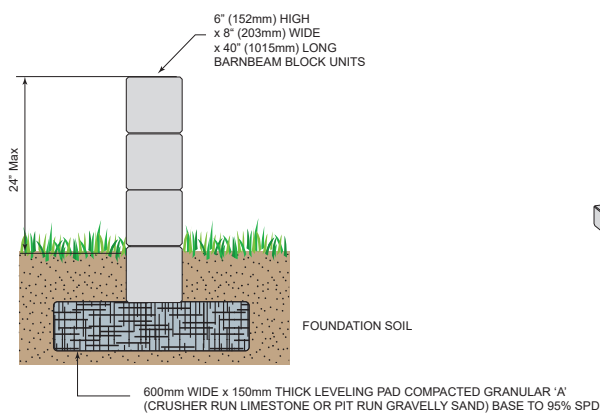 6” (152mm) HIGH
x 8“ (203mm) WIDE
x 40” (1015mm) LONG
BARNBEAM BLOCK UNITS
24” Max
FOUNDATION SOIL
600mm WIDE x 150mm THICK LEVELING PAD COMPACTED GRANULAR ‘A’
(CRUSHER RUN LIMESTONE OR PIT RUN GRAVELLY SAND) BASE TO 95% SPD